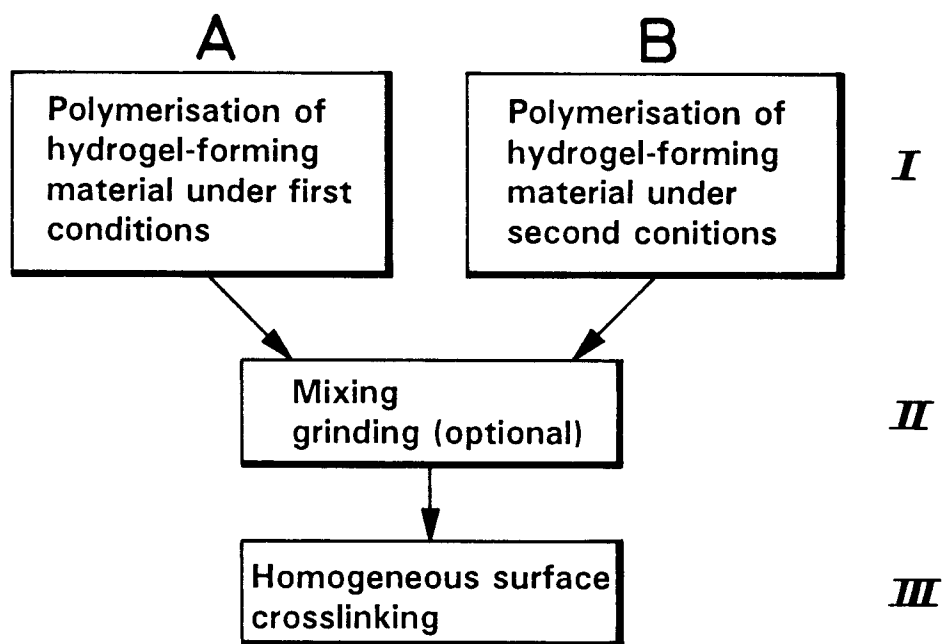 A
Polymerisation of
hydrogel-forming
material under first
conditions
B
Polymerisation of
hydrogel-forming
material under
second conitions
I
Mixing
grinding (optional)
II
Homogeneous surface
crosslinking
III